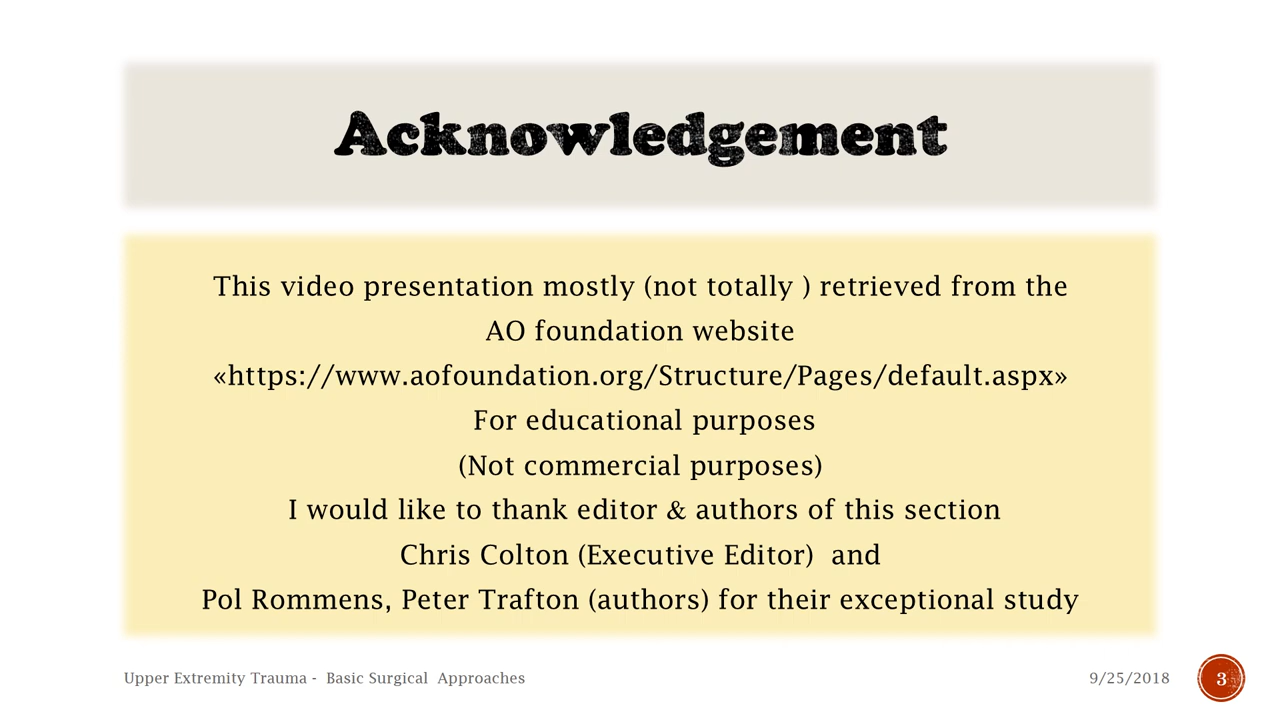 Acknowledgement
This video presentation mostly (not totally ) retrieved from the
AO foundation website
«https://www.aofoundation.org/Structure/Pages/default.aspx»
For educational purposes
(Not commercial purposes)
I would like to thank editor & authors of this section
Chris Colton (Executive Editor)  and
Pol Rommens, Peter Trafton (authors) for their exceptional study
Upper Extremity Trauma -  Basic Surgical  Approaches
9/25/2018
3